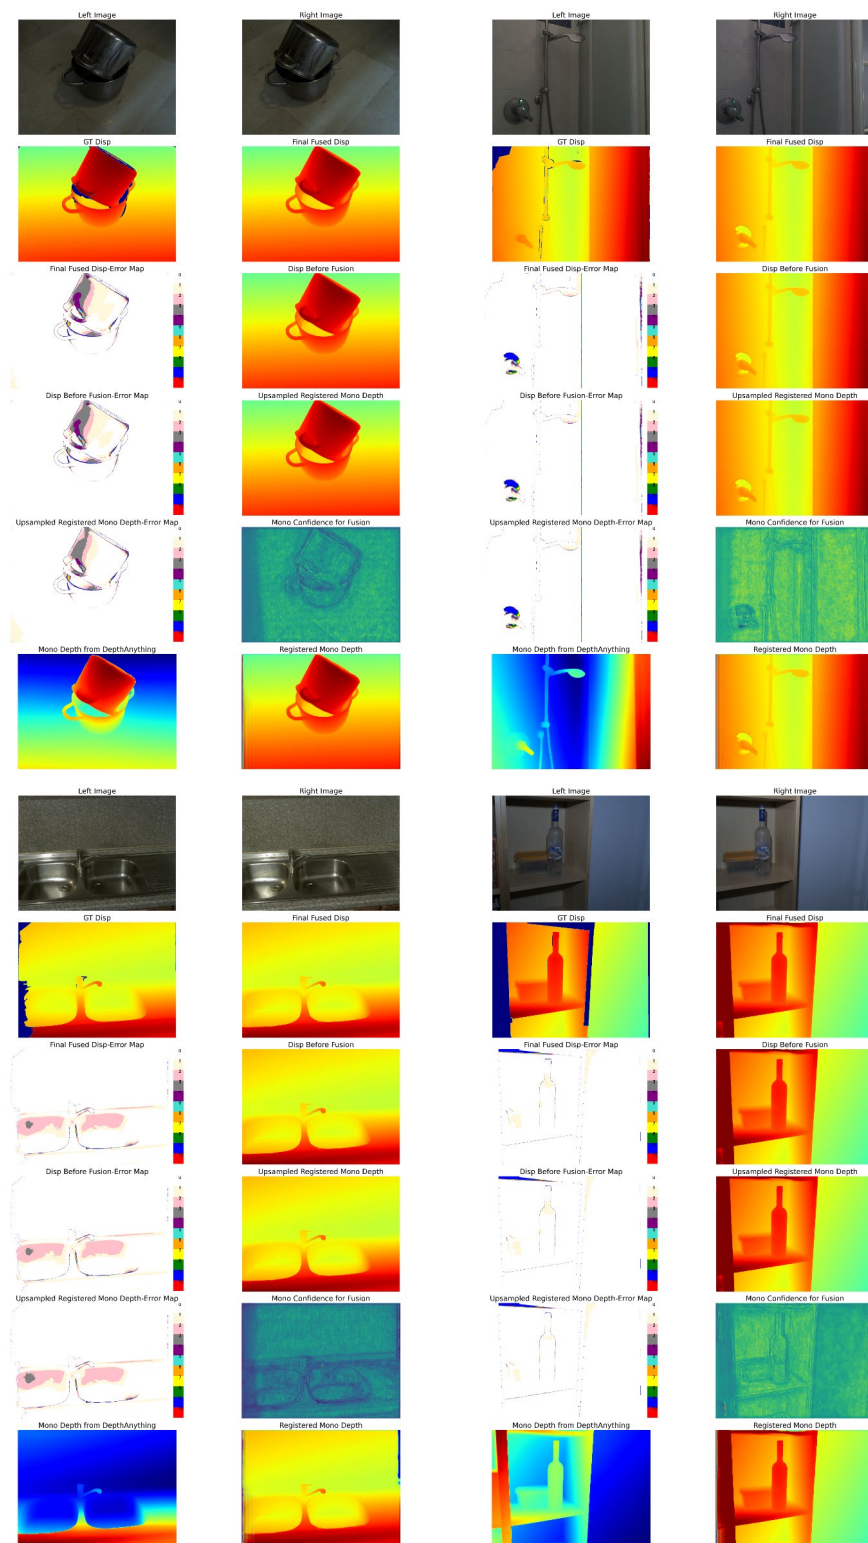 Left Image
Right Image
Left Image
Right Image
GT Disp
Final Fused Disp
GT Disp
Final Fused Disp
Final Fused Disp-Error Map
Disp Before Fusion
Final Fused Disp-Error Map
Disp Before Fusion
Disp Before Fusion-Error Map
Upsampled Registered Mono Depth
Disp Before Fusion-Error Map
Upsampled Registered Mono Depth
Upsampled Registered Mono Depth-Error Map
Mono Confidence for Fusion
Upsampled Registered Mono Depth-Error Map
Mono Confidence for Fusion
Mono Depth from DepthAnything
Registered Mono Depth
Mono Depth from DepthAnything
Registered Mono Depth
Left Image
Right Image
Left Image
Right Image
GT Disp
Final Fused Disp
GT Disp
Final Fused Disp
Final Fused Disp-Error Map
Disp Before Fusion
Final Fused Disp-Error Map
Disp Before Fusion
Disp Before Fusion-Error Map
Upsampled Registered Mono Depth
Disp Before Fusion-Error Map
Upsampled Registered Mono Depth
Upsampled Registered Mono Depth-Error Map
Mono Confidence for Fusion
Upsampled Registered Mono Depth-Error Map
Mono Confidence for Fusion
Mono Depth from DepthAnything
Registered Mono Depth
Mono Depth from DepthAnything
Registered Mono Depth